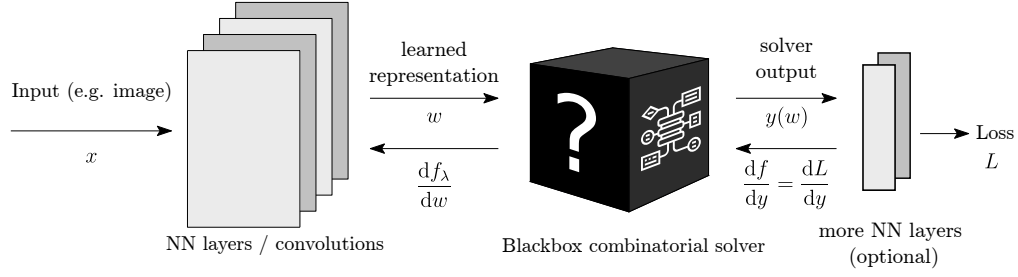 Input (e.g. image)
x
NN layers / convolutions
learned
representation
w
df_λ/dw
?
Blackbox combinatorial solver
solver
output
y(w)
df/dy = dL/dy
more NN layers
(optional)
Loss
L